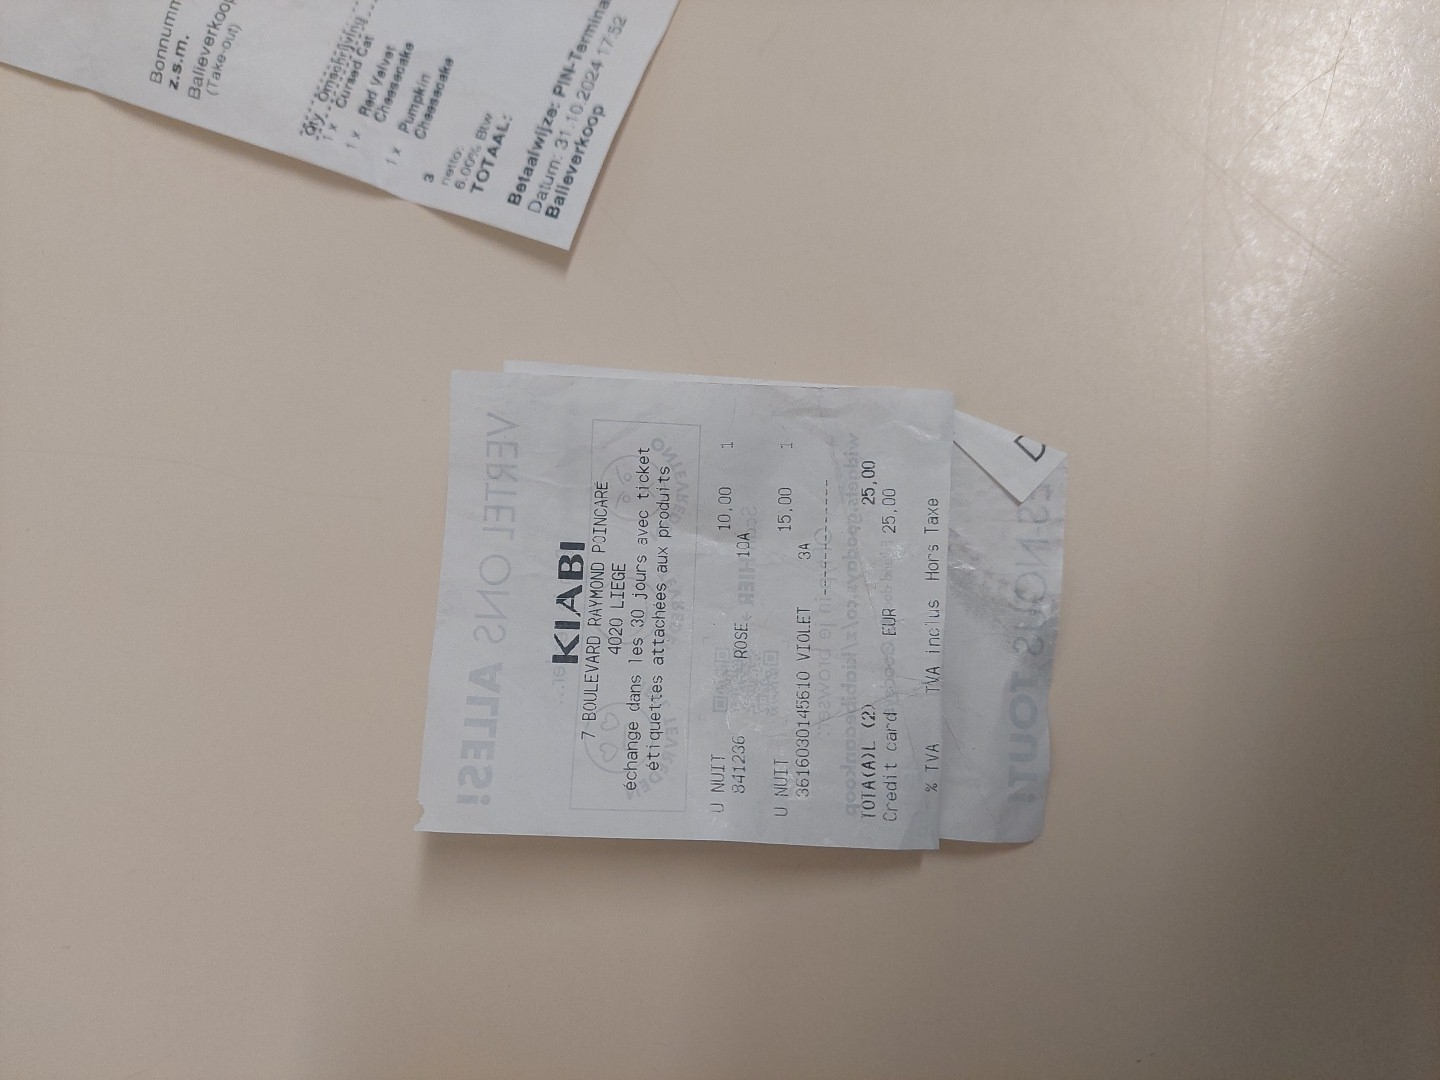 Bonnumm
z.s.m.
Balieverkoop
(Take-out)
Qty. Omschrijving
1 x Cursed Cat
1 x Red Velvet
Cheesecake
1 x Pumpkin
Cheesecake
3
netto:
6.00% Btw
TOTAAL:
Betaalwijze: PIN-Termina
Datum: 31.10.2024 17:52
Balieverkoop
VERTEL ONS ALLES!
KIABI
7 BOULEVARD RAYMOND POINCARE
4020 LIEGE
échange dans les 30 jours avec ticket
étiquettes attachées aux produits
U NUIT 10,00 1
841236 ROSE 10A
U NUIT 15,00 1
3616030145610 VIOLET 3A
TOTA(A)L (2) 25,00
Credit card EUR 25,00
% TVA TVA inclus Hors Taxe
S-NOUS TOUT!
D